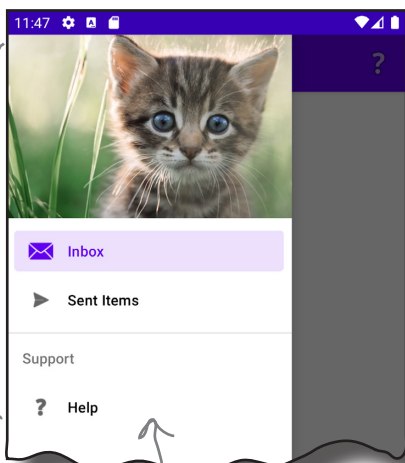 11:47
?
Inbox
Sent Items
Support
? Help